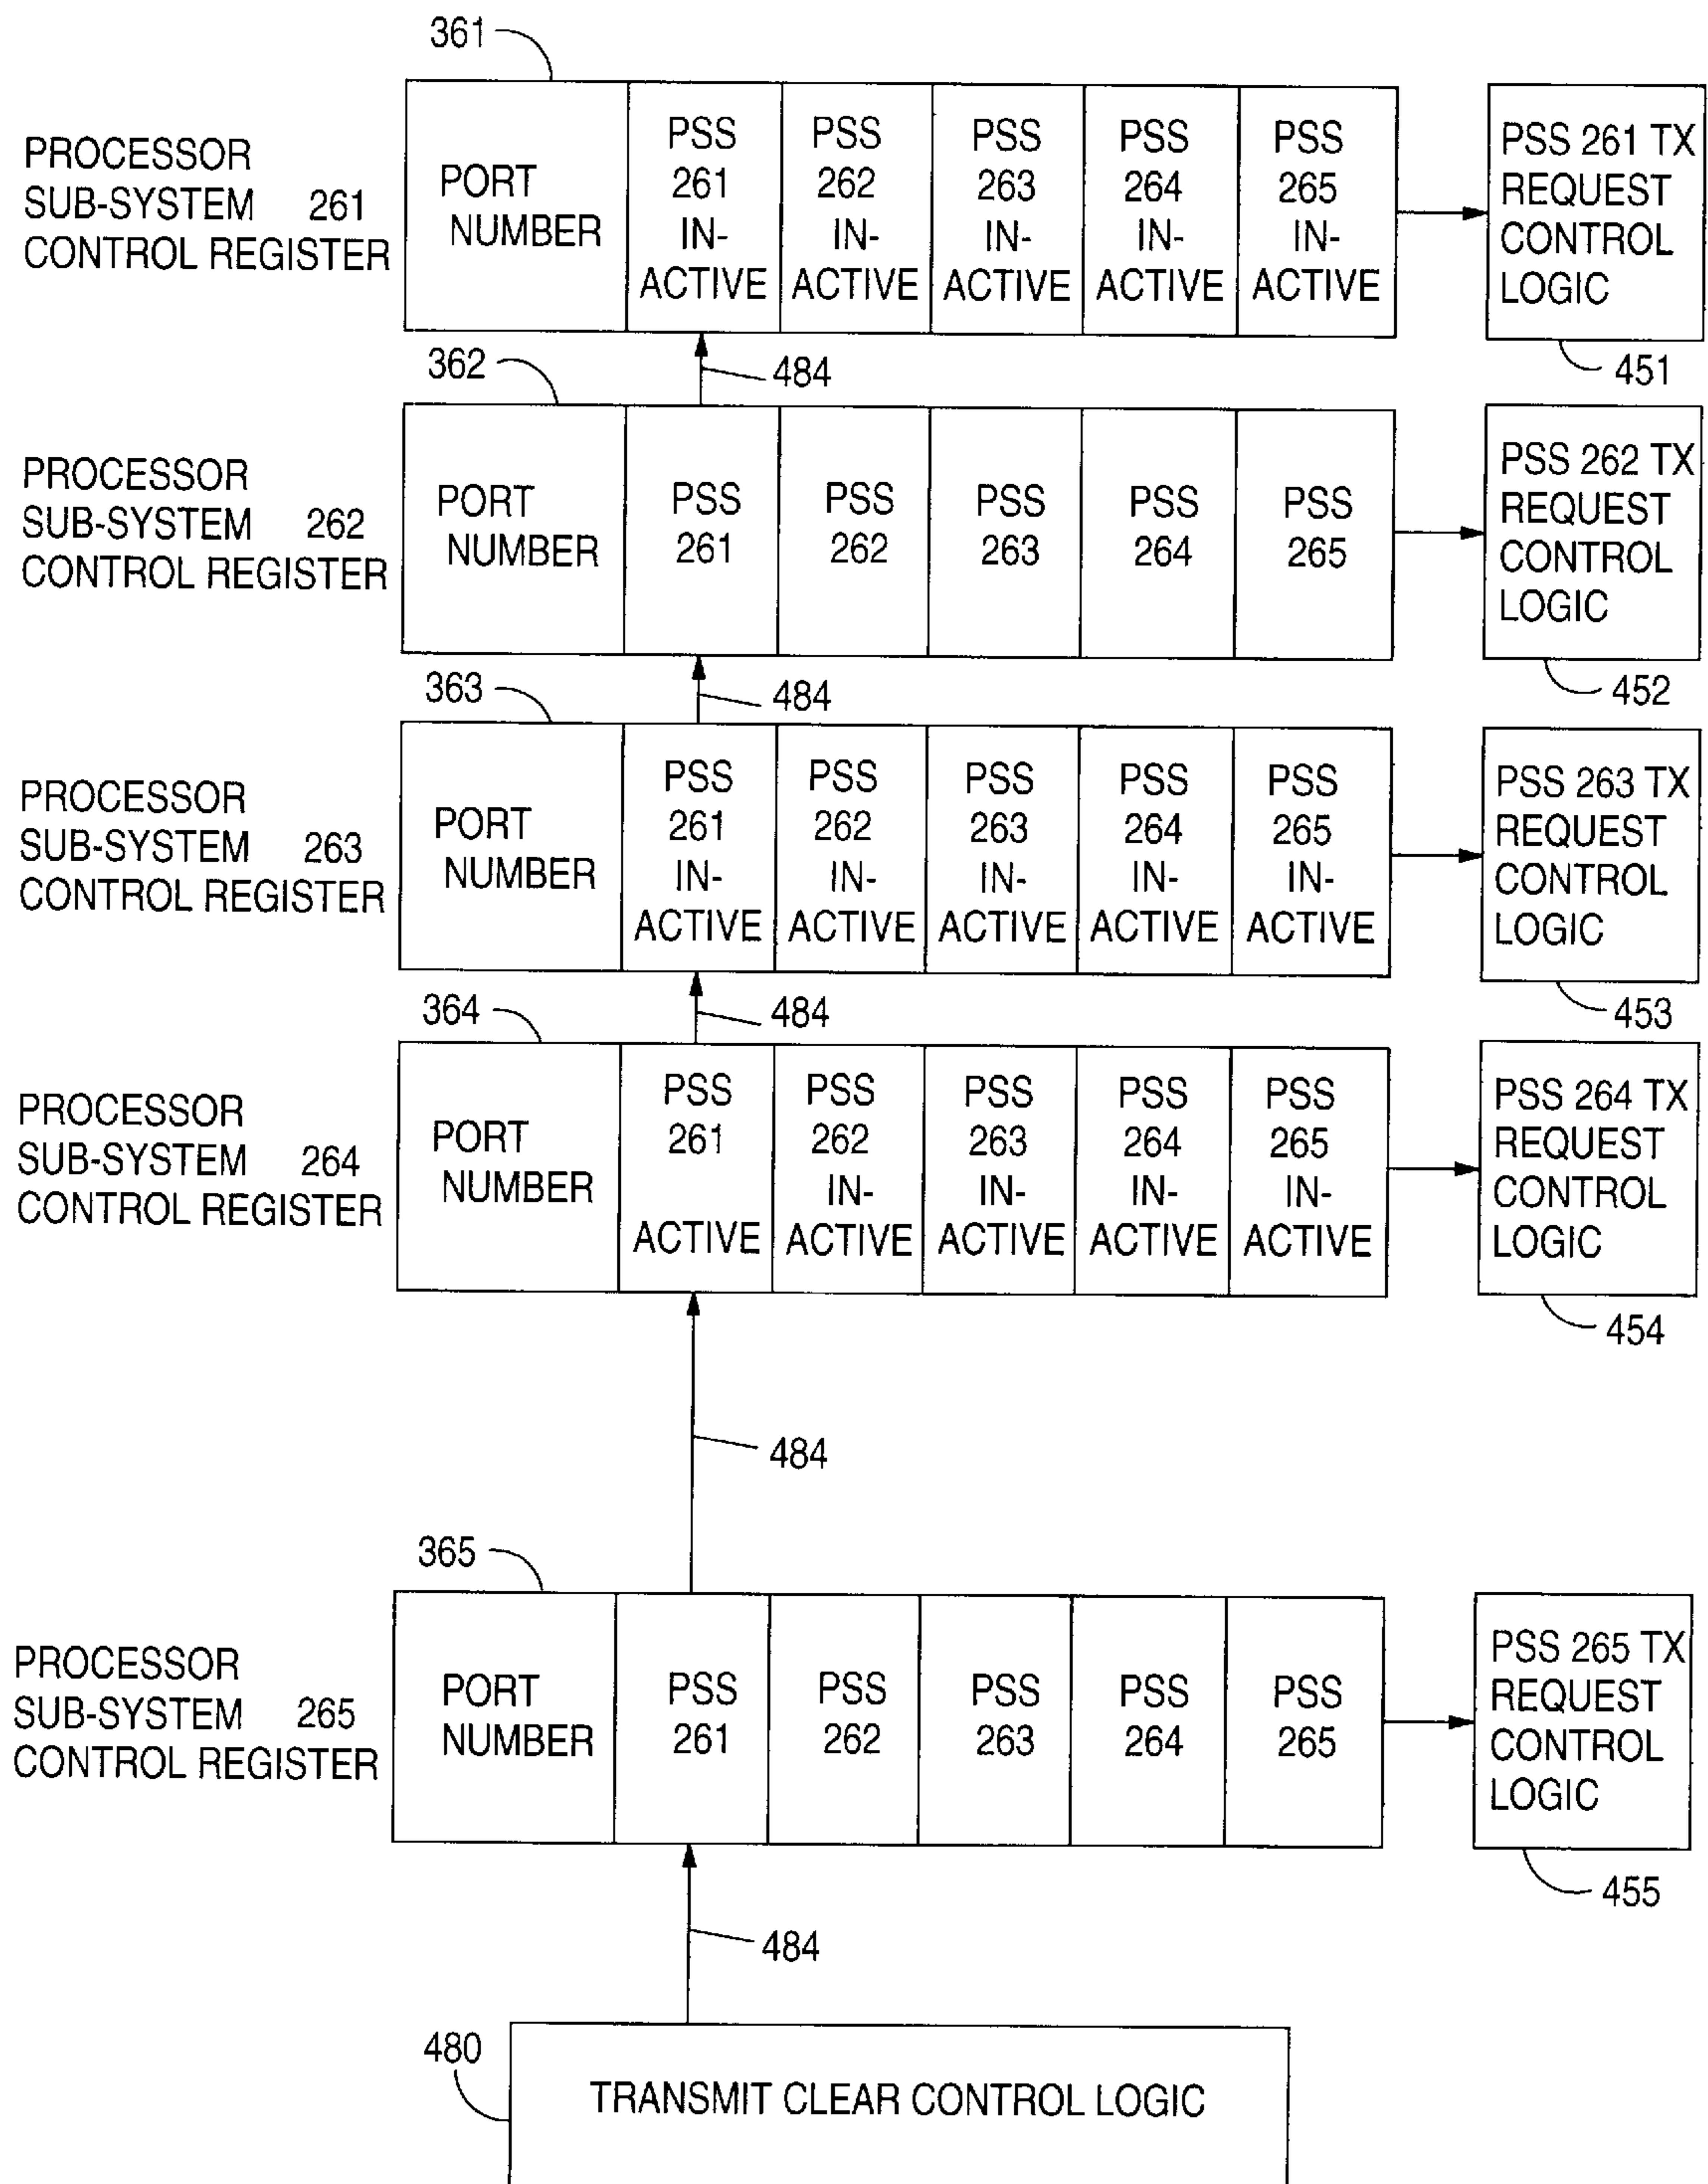 361
PROCESSOR
SUB-SYSTEM 261
CONTROL REGISTER
PORT
NUMBER
PSS
261
IN-
ACTIVE
PSS
262
IN-
ACTIVE
PSS
263
IN-
ACTIVE
PSS
264
IN-
ACTIVE
PSS
265
IN-
ACTIVE
PSS 261 TX
REQUEST
CONTROL
LOGIC
451
484
362
PROCESSOR
SUB-SYSTEM 262
CONTROL REGISTER
PORT
NUMBER
PSS
261
PSS
262
PSS
263
PSS
264
PSS
265
PSS 262 TX
REQUEST
CONTROL
LOGIC
452
484
363
PROCESSOR
SUB-SYSTEM 263
CONTROL REGISTER
PORT
NUMBER
PSS
261
IN-
ACTIVE
PSS
262
IN-
ACTIVE
PSS
263
IN-
ACTIVE
PSS
264
IN-
ACTIVE
PSS
265
IN-
ACTIVE
PSS 263 TX
REQUEST
CONTROL
LOGIC
453
484
364
PROCESSOR
SUB-SYSTEM 264
CONTROL REGISTER
PORT
NUMBER
PSS
261
ACTIVE
PSS
262
IN-
ACTIVE
PSS
263
IN-
ACTIVE
PSS
264
IN-
ACTIVE
PSS
265
IN-
ACTIVE
PSS 264 TX
REQUEST
CONTROL
LOGIC
454
484
365
PROCESSOR
SUB-SYSTEM 265
CONTROL REGISTER
PORT
NUMBER
PSS
261
PSS
262
PSS
263
PSS
264
PSS
265
PSS 265 TX
REQUEST
CONTROL
LOGIC
455
484
480
TRANSMIT CLEAR CONTROL LOGIC